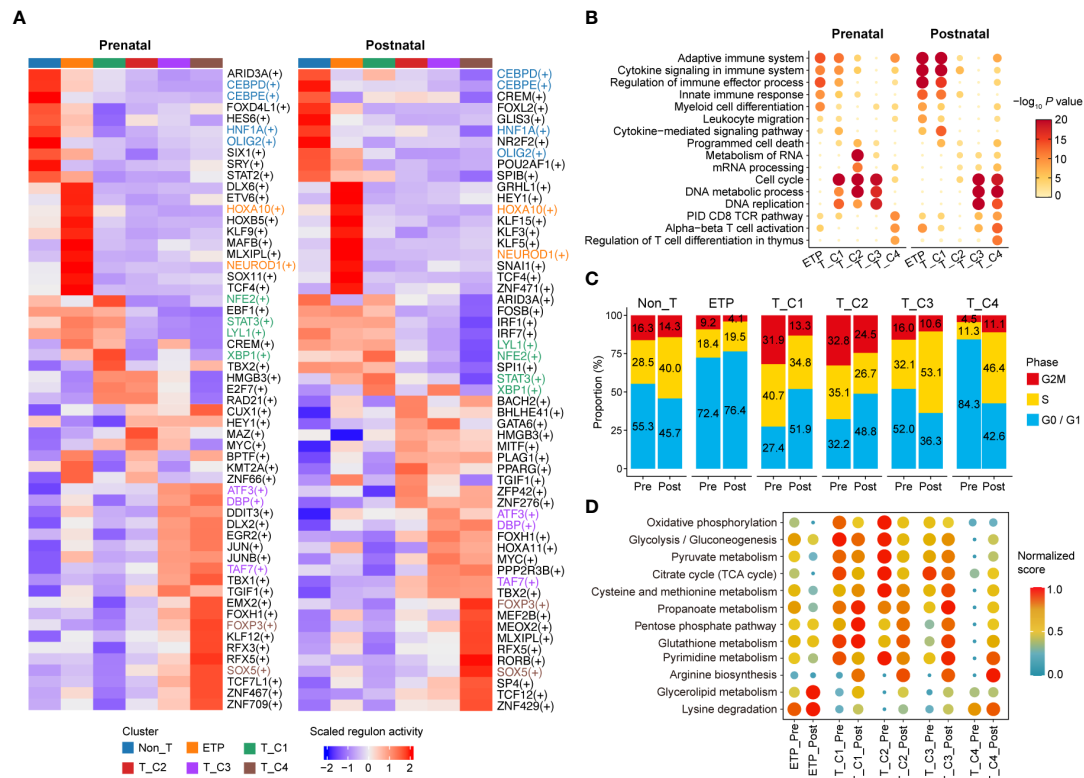 A
Prenatal
ARID3A(+)
CEBPD(+)
CEBPE(+)
FOXD4L1(+)
HES6(+)
HNF1A(+)
OLIG2(+)
SIX1(+)
SRY(+)
STAT2(+)
DLX6(+)
ETV6(+)
HOXA10(+)
HOXB5(+)
KLF9(+)
MAFB(+)
MLXIPL(+)
NEUROD1(+)
SOX11(+)
TCF4(+)
NFE2(+)
EBF1(+)
STAT3(+)
LYL1(+)
CREM(+)
XBP1(+)
TBX2(+)
HMGB3(+)
E2F7(+)
RAD21(+)
CUX1(+)
HEY1(+)
MAZ(+)
MYC(+)
BPTF(+)
KMT2A(+)
ZNF66(+)
ATF3(+)
DBP(+)
DDIT3(+)
DLX2(+)
EGR2(+)
JUN(+)
JUNB(+)
TAF7(+)
TBX1(+)
TGIF1(+)
EMX2(+)
FOXH1(+)
FOXP3(+)
KLF12(+)
RFX3(+)
RFX5(+)
SOX5(+)
TCF7L1(+)
ZNF467(+)
ZNF709(+)
Postnatal
CEBPD(+)
CEBPE(+)
CREM(+)
FOXL2(+)
GLIS3(+)
HNF1A(+)
NR2F2(+)
OLIG2(+)
POU2AF1(+)
SPIB(+)
GRHL1(+)
HEY1(+)
HOXA10(+)
KLF15(+)
KLF3(+)
KLF5(+)
NEUROD1(+)
SNAI1(+)
TCF4(+)
ZNF471(+)
ARID3A(+)
FOSB(+)
IRF1(+)
IRF7(+)
LYL1(+)
NFE2(+)
SPI1(+)
STAT3(+)
XBP1(+)
BACH2(+)
BHLHE41(+)
GATA6(+)
HMGB3(+)
MITF(+)
PLAG1(+)
PPARG(+)
TGIF1(+)
ZFP42(+)
ZNF276(+)
ATF3(+)
DBP(+)
FOXH1(+)
HOXA11(+)
MYC(+)
PPP2R3B(+)
TAF7(+)
TBX2(+)
FOXP3(+)
MEF2B(+)
MEOX2(+)
MLXIPL(+)
RFX5(+)
RORB(+)
SOX5(+)
SP4(+)
TCF12(+)
ZNF429(+)
Cluster
Non_T ETP T_C1
T_C2 T_C3 T_C4
Scaled regulon activity
−2 −1 0 1 2
B
Prenatal Postnatal
Adaptive immune system
Cytokine signaling in immune system
Regulation of immune effector process
Innate immune response
Myeloid cell differentiation
Leukocyte migration
Cytokine-mediated signaling pathway
Programmed cell death
Metabolism of RNA
mRNA processing
Cell cycle
DNA metabolic process
DNA replication
PID CD8 TCR pathway
Alpha-beta T cell activation
Regulation of T cell differentiation in thymus
ETP T_C1 T_C2 T_C3 T_C4 ETP T_C1 T_C2 T_C3 T_C4
−log10 P value
20
15
10
5
0
C
Non_T ETP T_C1 T_C2 T_C3 T_C4
Proportion (%)
100
75
50
25
0
16.3 14.3 9.2 4.1 31.9 13.3 32.6 24.5 16.0 10.6 4.5 11.1
28.5 40.0 18.4 19.5 40.7 34.8 35.1 26.7 32.1 53.1 11.3 46.4
55.3 45.7 72.4 76.4 27.4 51.9 32.2 48.8 52.0 36.3 84.3 42.6
Pre Post Pre Post Pre Post Pre Post Pre Post Pre Post
Phase
G2M
S
G0 / G1
D
Oxidative phosphorylation
Glycolysis / Gluconeogenesis
Pyruvate metabolism
Citrate cycle (TCA cycle)
Cysteine and methionine metabolism
Propanoate metabolism
Pentose phosphate pathway
Glutathione metabolism
Pyrimidine metabolism
Arginine biosynthesis
Glycerolipid metabolism
Lysine degradation
ETP_Pre ETP_Post T_C1_Pre _C1_Post T_C2_Pre _C2_Post T_C3_Pre _C3_Post T_C4_Pre _C4_Post
Normalized
score
1.0
0.5
0.0